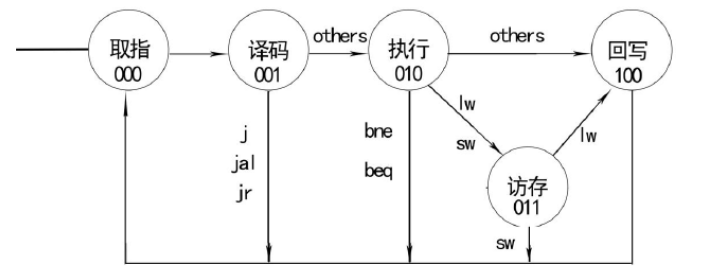 取指
000
译码
001
others
执行
010
others
回写
100
j
jal
jr
bne
beq
lw
sw
访存
011
lw
sw